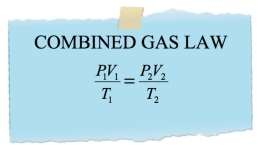 COMBINED GAS LAW
P₁V₁/T₁ = P₂V₂/T₂